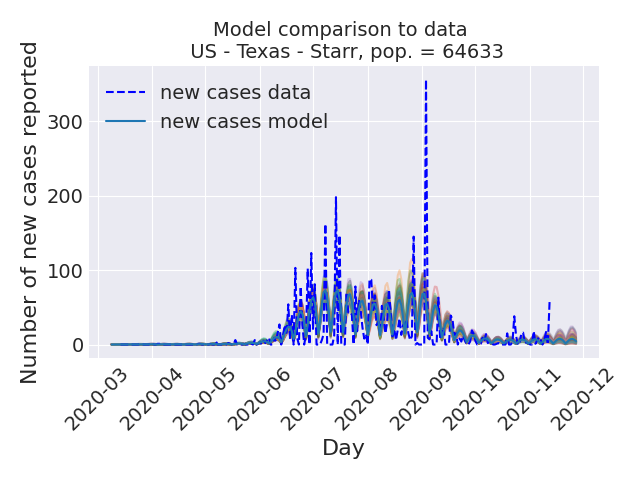 Model comparison to data
US - Texas - Starr, pop. = 64633
Number of new cases reported
new cases data
new cases model
300
200
100
0
2020-03
2020-04
2020-05
2020-06
2020-07
2020-08
2020-09
2020-10
2020-11
2020-12
Day